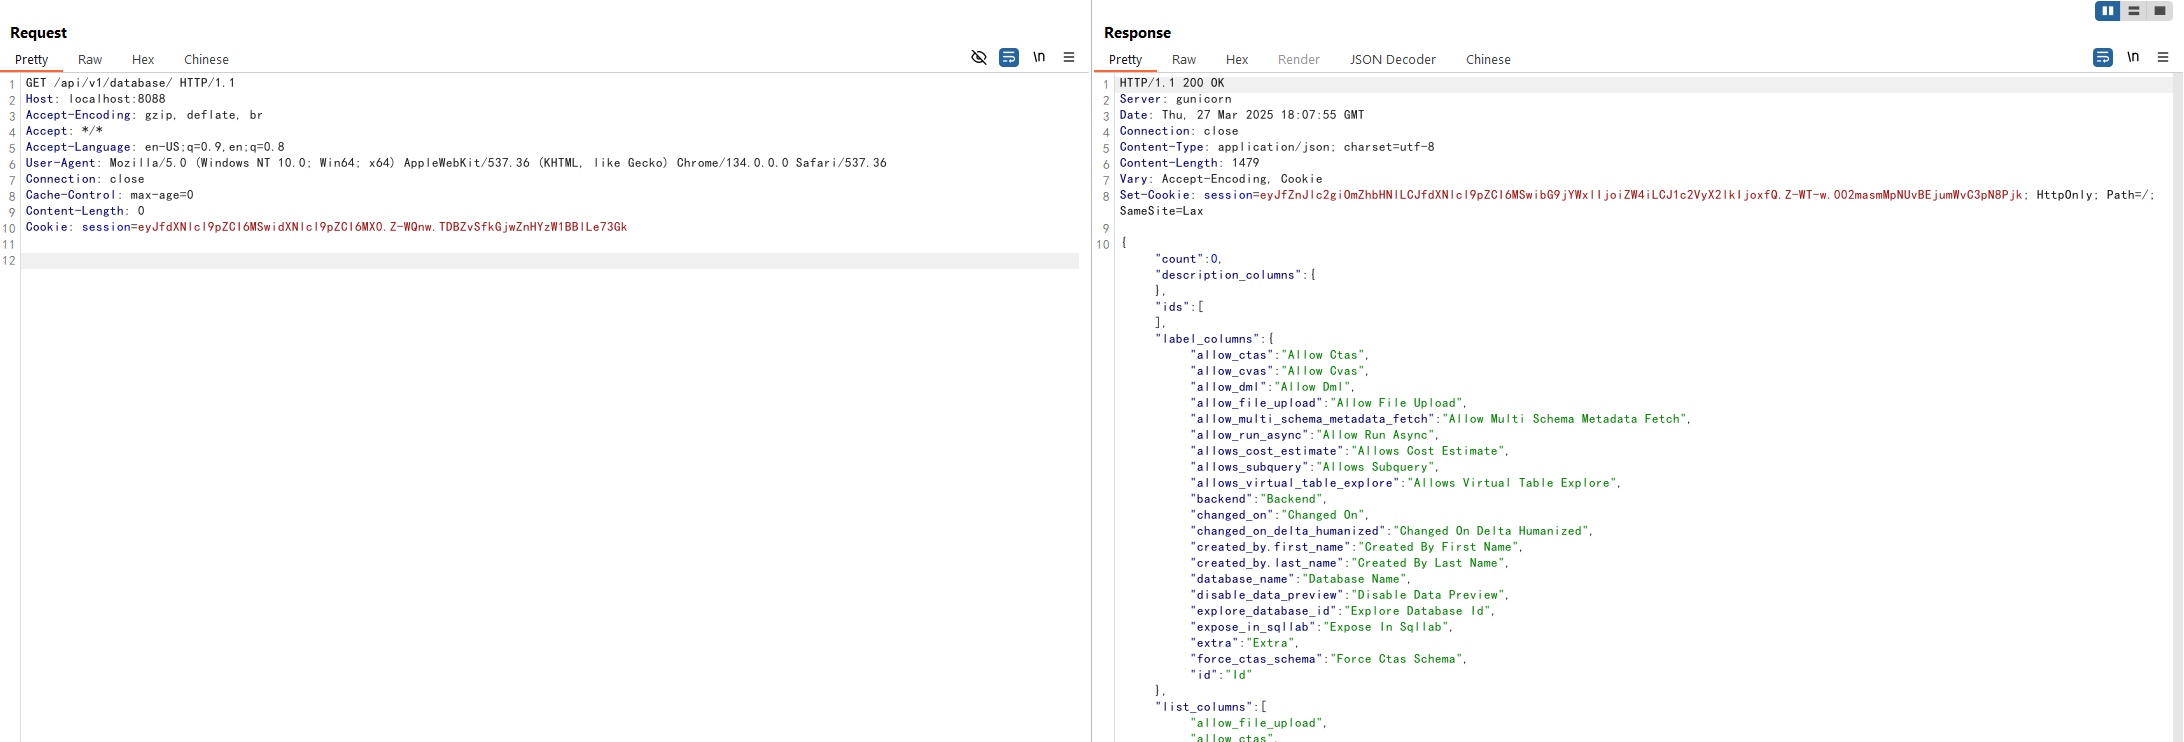 Request
Pretty Raw Hex Chinese
\n
1 GET /api/v1/database/ HTTP/1.1
2 Host: localhost:8088
3 Accept-Encoding: gzip, deflate, br
4 Accept: */*
5 Accept-Language: en-US;q=0.9,en;q=0.8
6 User-Agent: Mozilla/5.0 (Windows NT 10.0; Win64; x64) AppleWebKit/537.36 (KHTML, like Gecko) Chrome/134.0.0.0 Safari/537.36
7 Connection: close
8 Cache-Control: max-age=0
9 Content-Length: 0
10 Cookie: session=eyJfdXNlcl9pZCI6MSwidXNlcl9pZCI6MX0.Z-WQnw.TDBZvSfkGjwZnHYzW1BBlLe73Gk
11
12
Response
Pretty Raw Hex Render JSON Decoder Chinese
\n
1 HTTP/1.1 200 OK
2 Server: gunicorn
3 Date: Thu, 27 Mar 2025 18:07:55 GMT
4 Connection: close
5 Content-Type: application/json; charset=utf-8
6 Content-Length: 1479
7 Vary: Accept-Encoding, Cookie
8 Set-Cookie: session=eyJfZnJlc2giOmZhbHNlLCJfdXNlcl9pZCI6MSwibG9jYWxlIjoiZW4iLCJ1c2VyX2lkIjoxfQ.Z-WT-w.O02masmMpNUvBEjumWvC3pN8Pjk; HttpOnly; Path=/;
SameSite=Lax
9
10 {
"count":0,
"description_columns":{
},
"ids":[
],
"label_columns":{
"allow_ctas":"Allow Ctas",
"allow_cvas":"Allow Cvas",
"allow_dml":"Allow Dml",
"allow_file_upload":"Allow File Upload",
"allow_multi_schema_metadata_fetch":"Allow Multi Schema Metadata Fetch",
"allow_run_async":"Allow Run Async",
"allows_cost_estimate":"Allows Cost Estimate",
"allows_subquery":"Allows Subquery",
"allows_virtual_table_explore":"Allows Virtual Table Explore",
"backend":"Backend",
"changed_on":"Changed On",
"changed_on_delta_humanized":"Changed On Delta Humanized",
"created_by.first_name":"Created By First Name",
"created_by.last_name":"Created By Last Name",
"database_name":"Database Name",
"disable_data_preview":"Disable Data Preview",
"explore_database_id":"Explore Database Id",
"expose_in_sqllab":"Expose In Sqllab",
"extra":"Extra",
"force_ctas_schema":"Force Ctas Schema",
"id":"Id"
},
"list_columns":[
"allow_file_upload",
"allow_ctas",